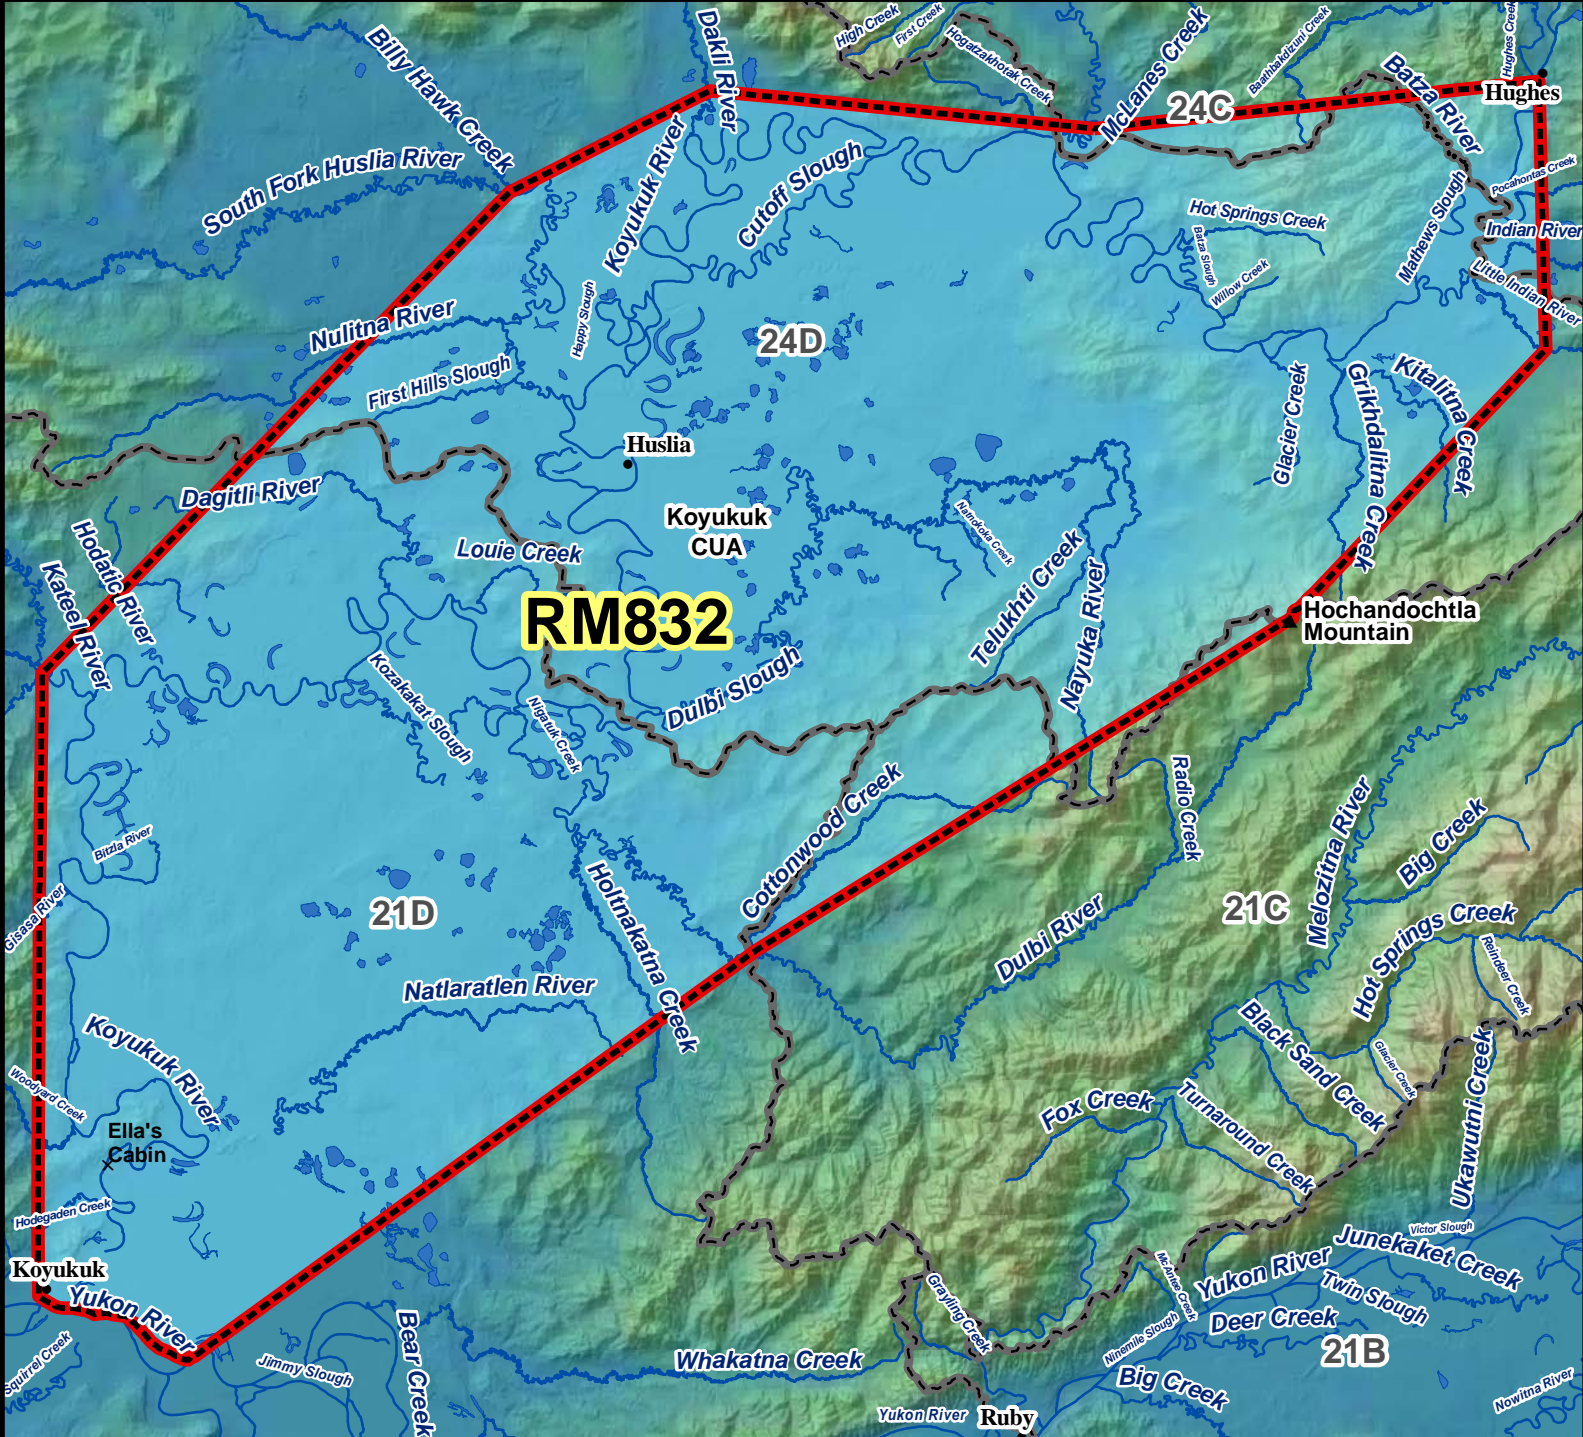 High Creek
First Creek
Hughes Creek
Billy Hawk Creek
Dakli River
Hogatzakhotak Creek
McLanes Creek
Baathbakdizuni Creek
Batza River
Hughes
24C
South Fork Huslia River
Koyukuk River
Cutoff Slough
Pocahontas Creek
Hot Springs Creek
Mathews Slough
Indian River
Batza Slough
Willow Creek
Little Indian River
Nulitna River
Happy Slough
24D
First Hills Slough
Glacier Creek
Grikhdalitna Creek
Kitalitna Creek
Huslia
Dagitli River
Koyukuk
CUA
Natmokoka Creek
Hodatic River
Louie Creek
Telukhti Creek
Kateel River
RM832
Nayuka River
Hochandochtla
Mountain
Kozakakat Slough
Dulbi Slough
Nigatuk Creek
Cottonwood Creek
Radio Creek
Melozitna River
Bitzla River
Big Creek
Holtnakatna Creek
Gisasa River
21D
21C
Dulbi River
Hot Springs Creek
Reindeer Creek
Natlaratlen River
Koyukuk River
Black Sand Creek
Glacier Creek
Ukawutni Creek
Woodyard Creek
Fox Creek
Turnaround Creek
Ella's
Cabin
Hodegaden Creek
Victor Slough
Junekaket Creek
Koyukuk
Yukon River
McAntee Creek
Yukon River
Twin Slough
Grayling Creek
Deer Creek
Bear Creek
Ninemile Slough
21B
Squirrel Creek
Jimmy Slough
Whakatna Creek
Big Creek
Nowitna River
Yukon River
Ruby